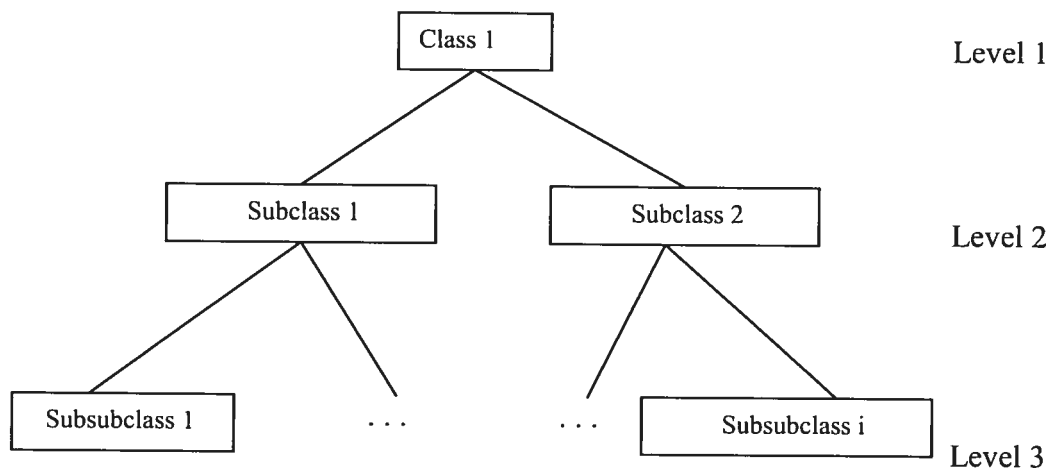 Class 1
Level 1
Subclass 1
Subclass 2
Level 2
Subsubclass 1
. . .
. . .
Subsubclass i
Level 3